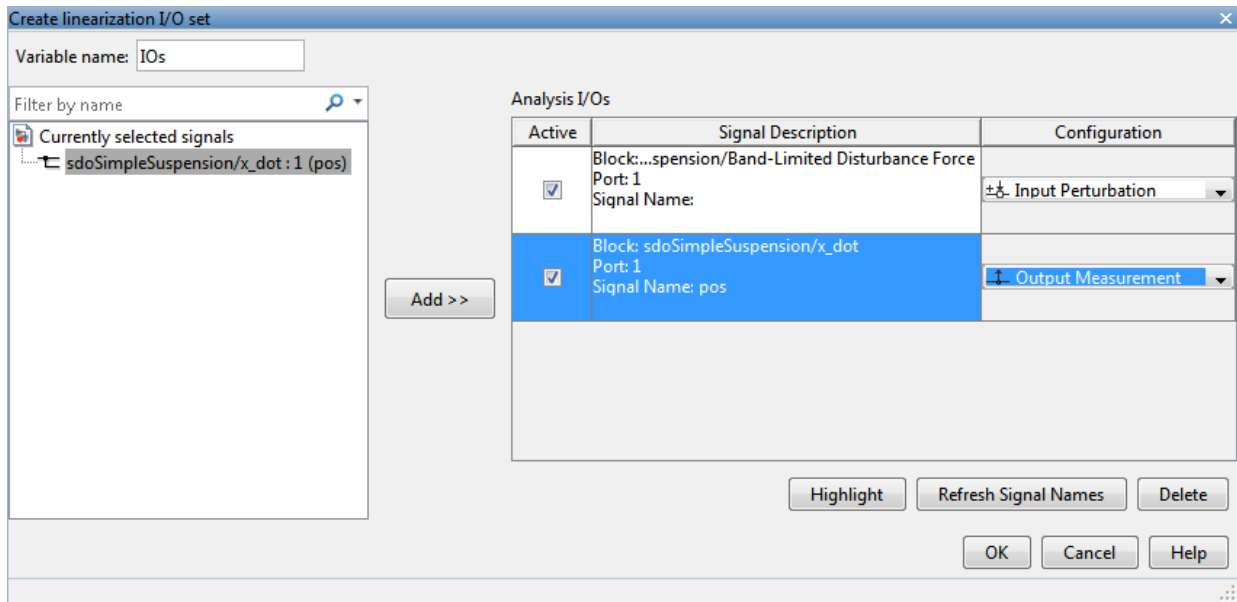 Create linearization I/O set
Variable name: IOs
Filter by name
Currently selected signals
sdoSimpleSuspension/x_dot : 1 (pos)
Add >>
Analysis I/Os
Active Signal Description Configuration
Block:...spension/Band-Limited Disturbance Force
Port: 1
Signal Name:
Input Perturbation
Block: sdoSimpleSuspension/x_dot
Port: 1
Signal Name: pos
Output Measurement
Highlight Refresh Signal Names Delete
OK Cancel Help